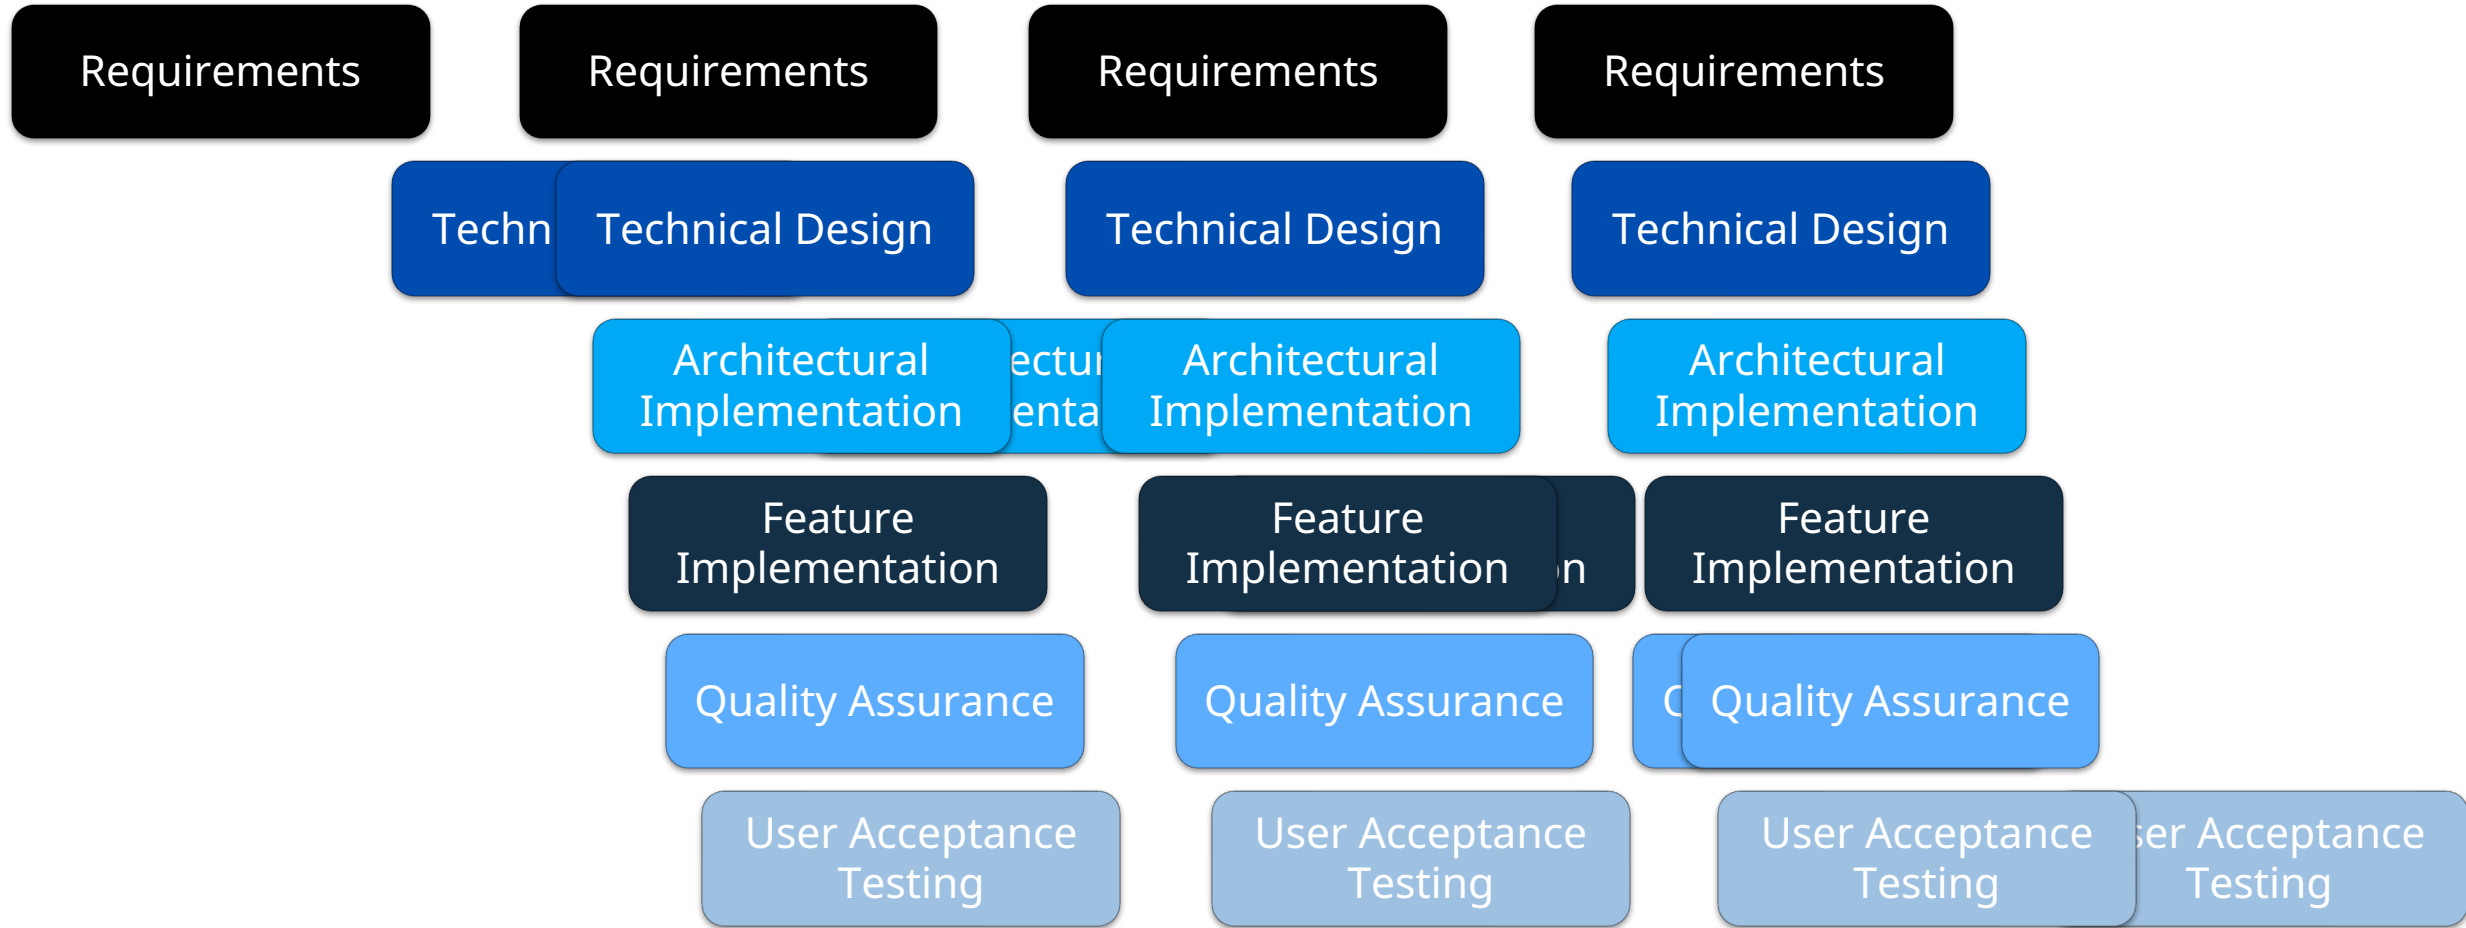 Requirements
Requirements
Requirements
Requirements
Techn
Technical Design
Technical Design
Technical Design
Architectural
Implementation
ectur
enta
Architectural
Implementation
Architectural
Implementation
Feature
Implementation
Feature
Implementation
n
Feature
Implementation
Quality Assurance
Quality Assurance
Q
Quality Assurance
User Acceptance
Testing
User Acceptance
Testing
User Acceptance
Testing
ser Acceptance
Testing